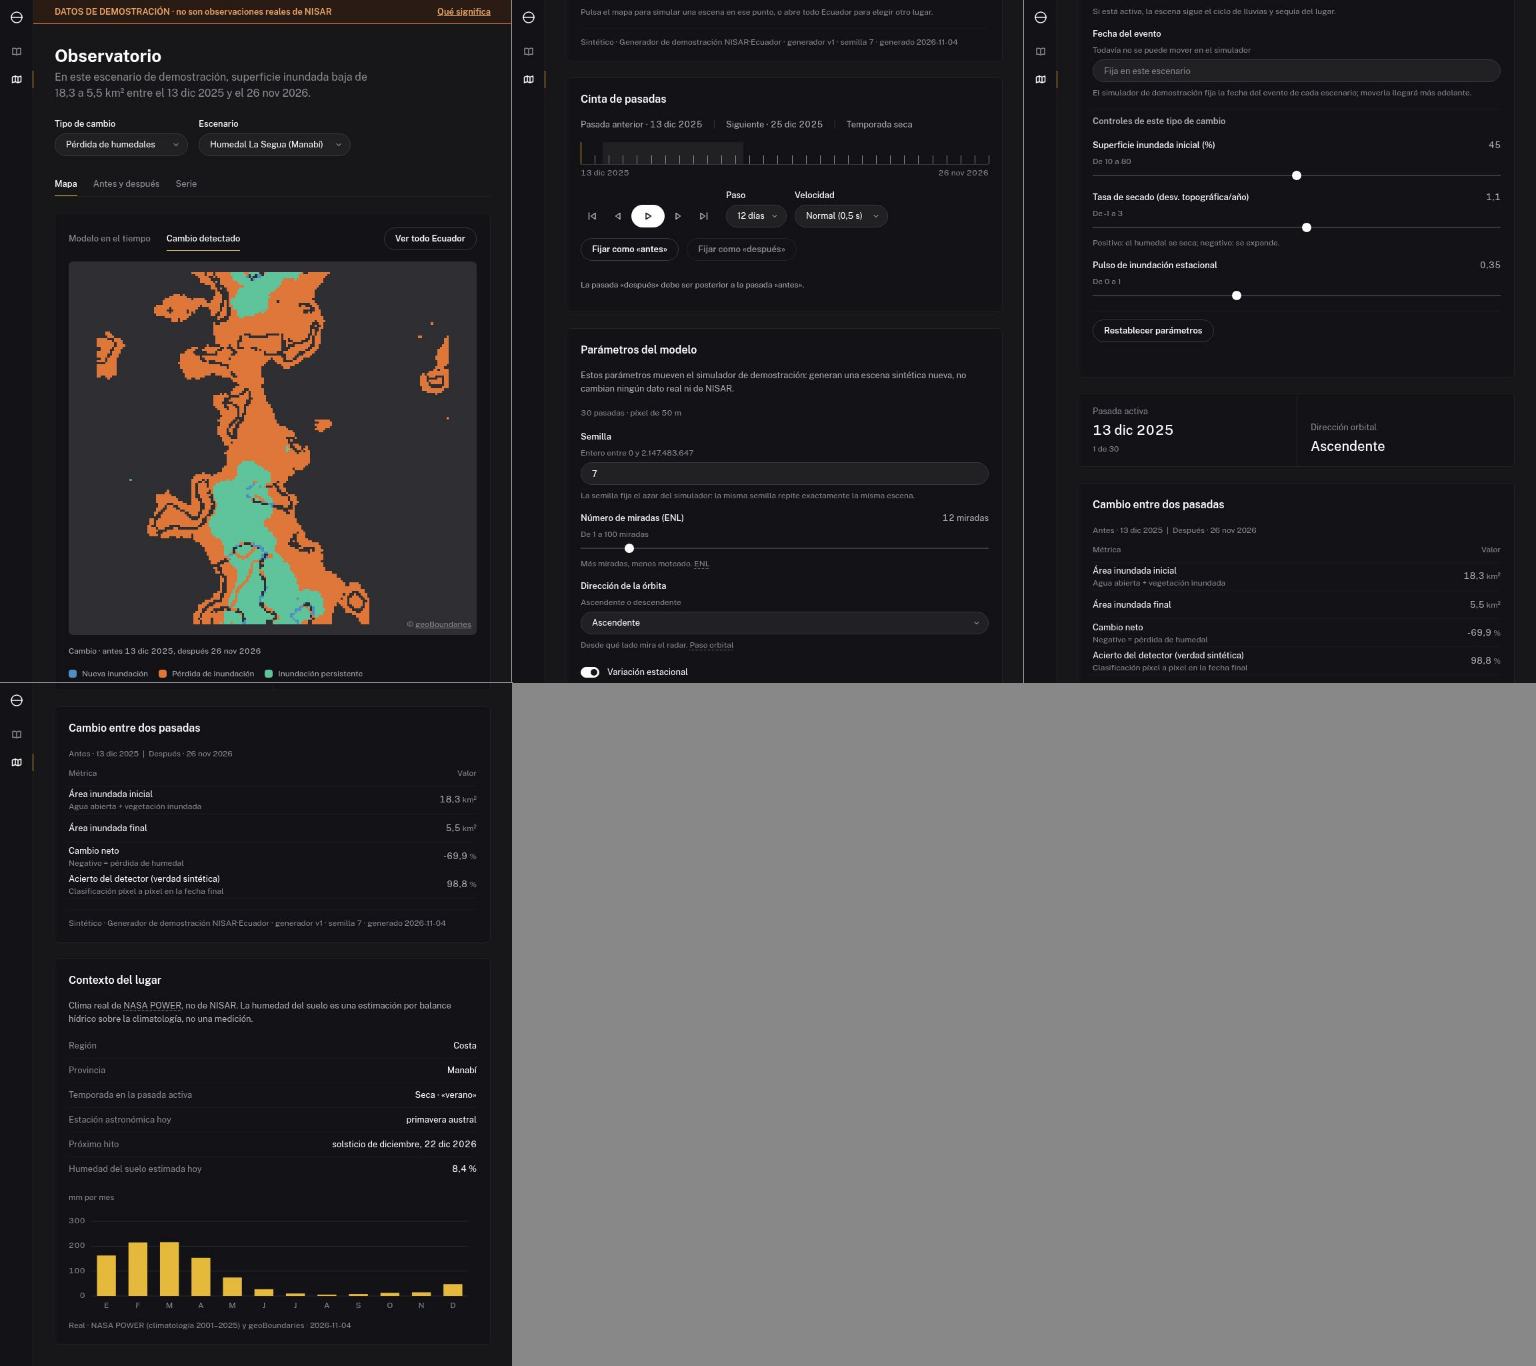 DATOS DE DEMOSTRACIÓN · no son observaciones reales de NISAR
Qué significa
Observatorio
En este escenario de demostración, superficie inundada baja de
18,3 a 5,5 km² entre el 13 dic 2025 y el 26 nov 2026.
Tipo de cambio
Escenario
Pérdida de humedales
Humedal La Segua (Manabí)
Mapa
Antes y después
Serie
Modelo en el tiempo
Cambio detectado
Ver todo Ecuador
© geoBoundaries
Cambio · antes 13 dic 2025, después 26 nov 2026
Nueva inundación
Pérdida de inundación
Inundación persistente
Pulsa el mapa para simular una escena en ese punto, o abre todo Ecuador para elegir otro lugar.
Sintético · Generador de demostración NISAR·Ecuador · generador v1 · semilla 7 · generado 2026-11-04
Cinta de pasadas
Pasada anterior · 13 dic 2025
Siguiente · 25 dic 2025
Temporada seca
13 dic 2025
26 nov 2026
Paso
Velocidad
12 días
Normal (0,5 s)
Fijar como «antes»
Fijar como «después»
La pasada «después» debe ser posterior a la pasada «antes».
Parámetros del modelo
Estos parámetros mueven el simulador de demostración: generan una escena sintética nueva, no
cambian ningún dato real ni de NISAR.
30 pasadas · píxel de 50 m
Semilla
Entero entre 0 y 2.147.483.647
7
La semilla fija el azar del simulador: la misma semilla repite exactamente la misma escena.
Número de miradas (ENL)
12 miradas
De 1 a 100 miradas
Más miradas, menos moteado. ENL
Dirección de la órbita
Ascendente o descendente
Ascendente
Desde qué lado mira el radar. Paso orbital
Variación estacional
Si está activa, la escena sigue el ciclo de lluvias y sequía del lugar.
Fecha del evento
Todavía no se puede mover en el simulador
Fija en este escenario
El simulador de demostración fija la fecha del evento de cada escenario; moverla llegará más adelante.
Controles de este tipo de cambio
Superficie inundada inicial (%)
45
De 10 a 80
Tasa de secado (desv. topográfica/año)
1,1
De -1 a 3
Positivo: el humedal se seca; negativo: se expande.
Pulso de inundación estacional
0,35
De 0 a 1
Restablecer parámetros
Pasada activa
13 dic 2025
1 de 30
Dirección orbital
Ascendente
Cambio entre dos pasadas
Antes · 13 dic 2025 | Después · 26 nov 2026
Métrica
Valor
Área inundada inicial
Agua abierta + vegetación inundada
18,3 km²
Área inundada final
5,5 km²
Cambio neto
Negativo = pérdida de humedal
-69,9 %
Acierto del detector (verdad sintética)
Clasificación píxel a píxel en la fecha final
98,8 %
Cambio entre dos pasadas
Antes · 13 dic 2025 | Después · 26 nov 2026
Métrica
Valor
Área inundada inicial
Agua abierta + vegetación inundada
18,3 km²
Área inundada final
5,5 km²
Cambio neto
Negativo = pérdida de humedal
-69,9 %
Acierto del detector (verdad sintética)
Clasificación píxel a píxel en la fecha final
98,8 %
Sintético · Generador de demostración NISAR·Ecuador · generador v1 · semilla 7 · generado 2026-11-04
Contexto del lugar
Clima real de NASA POWER, no de NISAR. La humedad del suelo es una estimación por balance
hídrico sobre la climatología, no una medición.
Región
Costa
Provincia
Manabí
Temporada en la pasada activa
Seca · «verano»
Estación astronómica hoy
primavera austral
Próximo hito
solsticio de diciembre, 22 dic 2026
Humedad del suelo estimada hoy
8,4 %
mm por mes
300
200
100
0
E F M A M J J A S O N D
Real · NASA POWER (climatología 2001–2025) y geoBoundaries · 2026-11-04